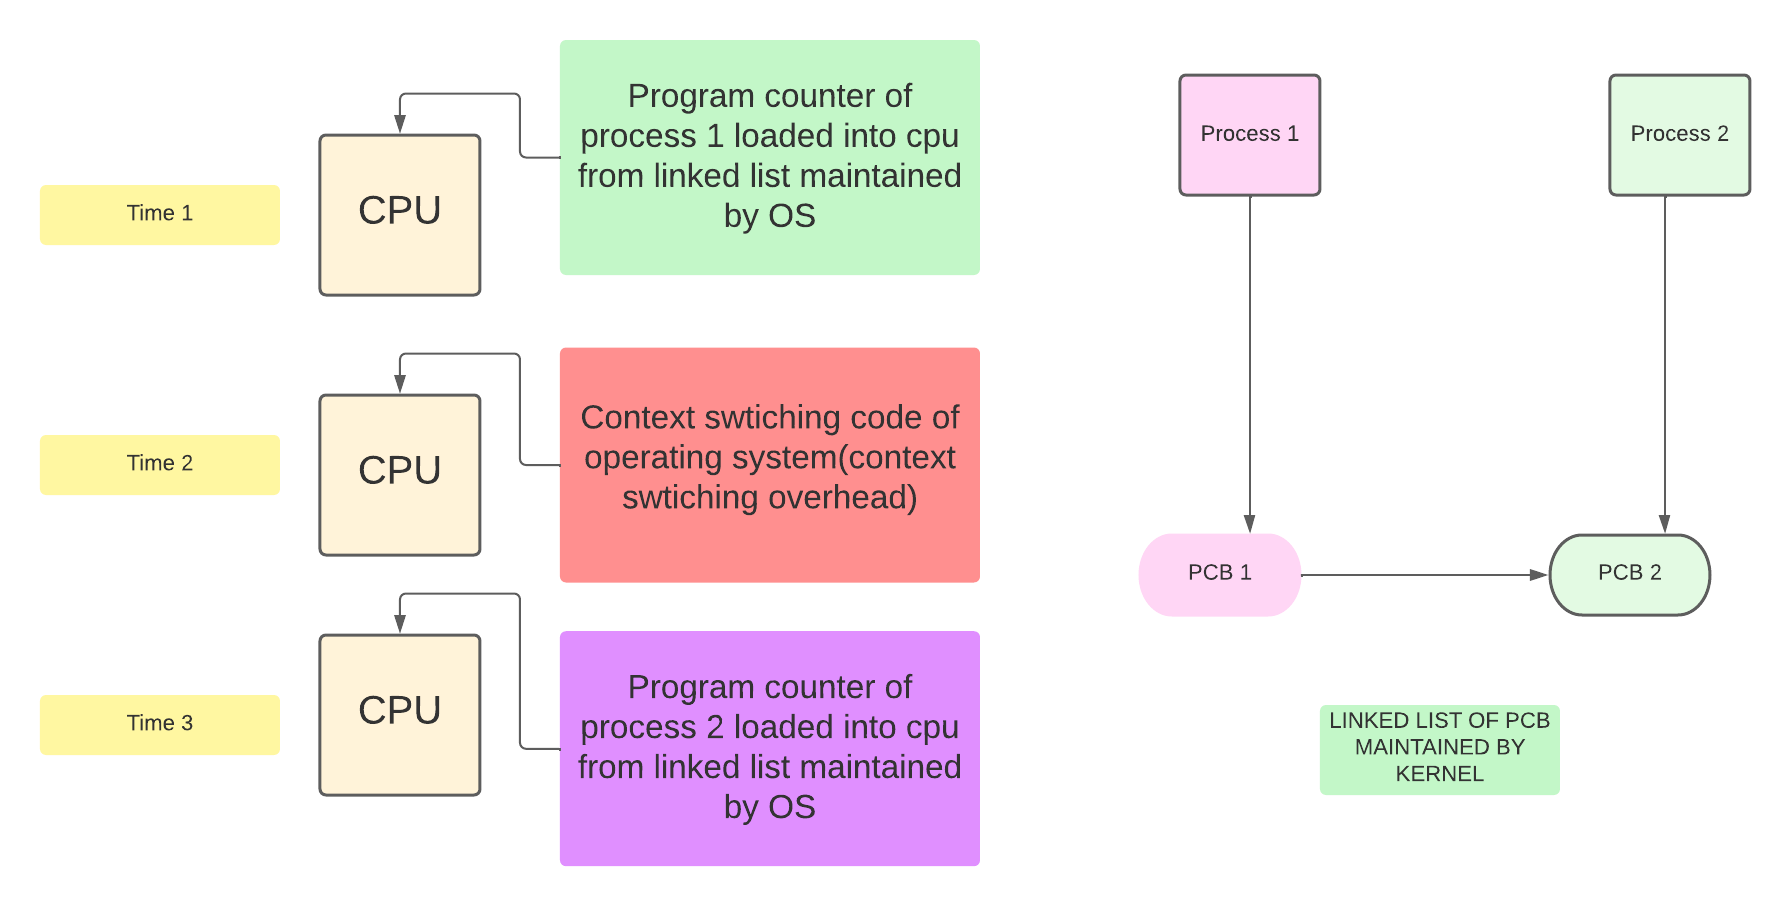 Time 1
CPU
Program counter of
process 1 loaded into cpu
from linked list maintained
by OS
Time 2
CPU
Context swtiching code of
operating system(context
swtiching overhead)
Time 3
CPU
Program counter of
process 2 loaded into cpu
from linked list maintained
by OS
Process 1
Process 2
PCB 1
PCB 2
LINKED LIST OF PCB
MAINTAINED BY
KERNEL